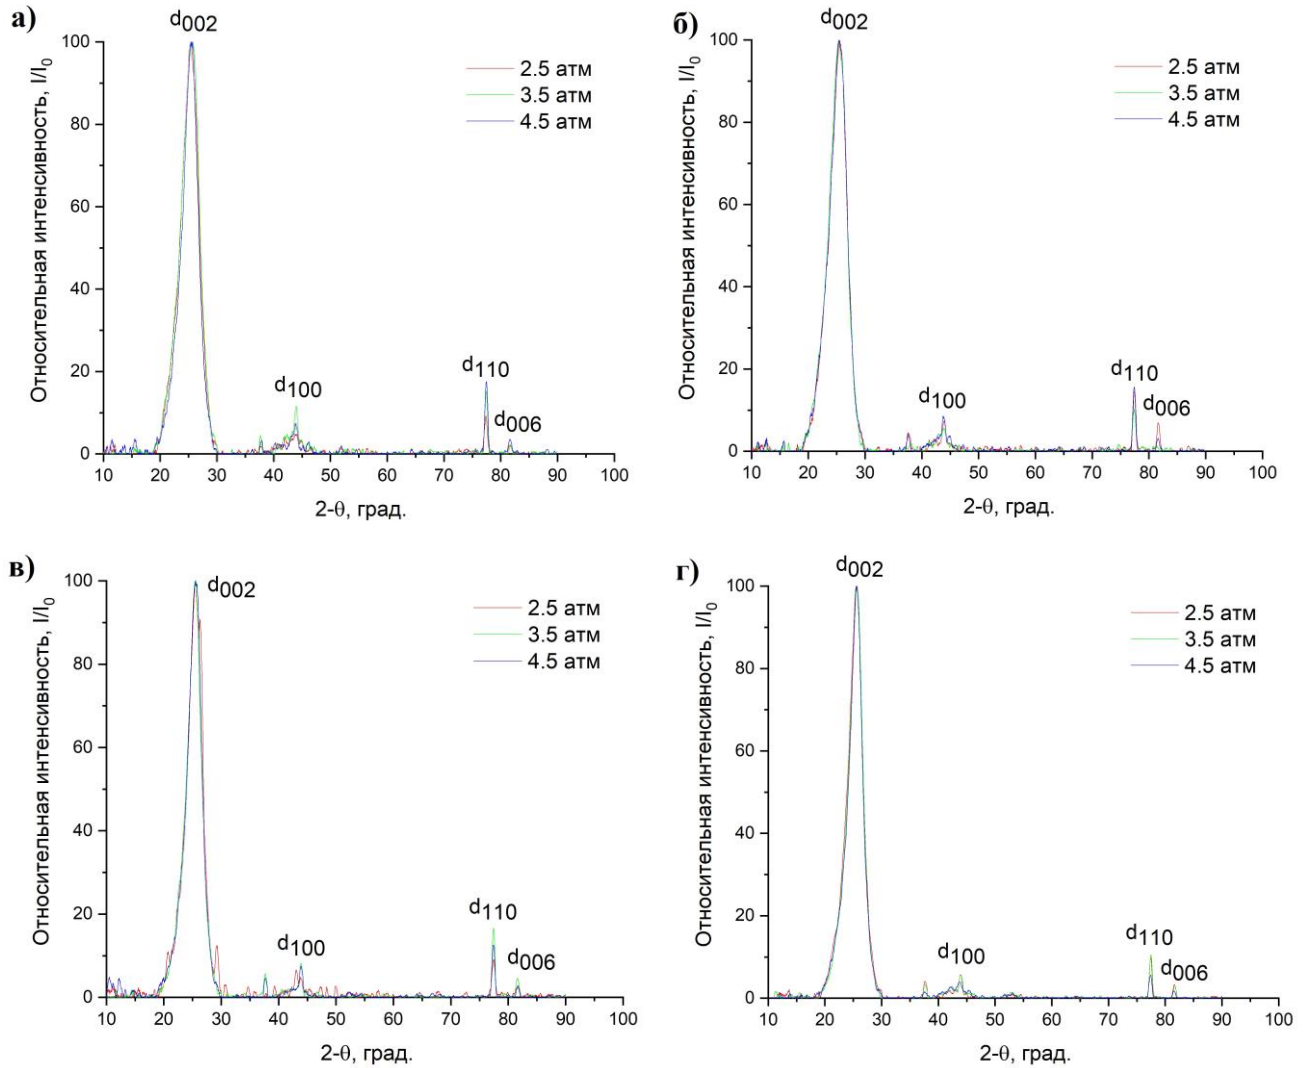 а)
d002
Относительная интенсивность, I/I0
100
80
60
40
20
0
2.5 атм
3.5 атм
4.5 атм
d100
d110
d006
10 20 30 40 50 60 70 80 90 100
2-θ, град.
б)
d002
Относительная интенсивность, I/I0
100
80
60
40
20
0
2.5 атм
3.5 атм
4.5 атм
d100
d110
d006
10 20 30 40 50 60 70 80 90 100
2-θ, град.
в)
d002
Относительная интенсивность, I/I0
100
80
60
40
20
0
2.5 атм
3.5 атм
4.5 атм
d100
d110
d006
10 20 30 40 50 60 70 80 90 100
2-θ, град.
г)
d002
Относительная интенсивность, I/I0
100
80
60
40
20
0
2.5 атм
3.5 атм
4.5 атм
d100
d110
d006
10 20 30 40 50 60 70 80 90 100
2-θ, град.